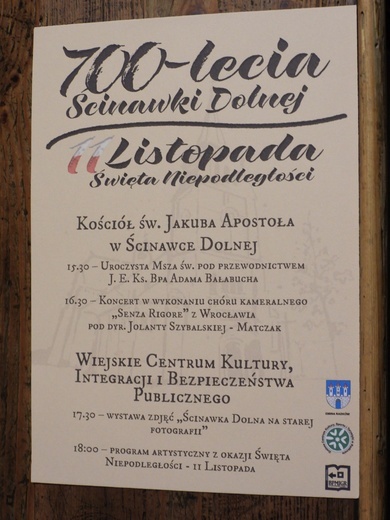 700-lecia
Ścinawki Dolnej
11 Listopada
Święta Niepodległości
Kościół św. Jakuba Apostoła
w Ścinawce Dolnej
15.30 – Uroczysta Msza św. pod przewodnictwem
J. E. Ks. Bpa Adama Bałabucha
16.30 – Koncert w wykonaniu chóru kameralnego
„Senza Rigore” z Wrocławia
pod dyr. Jolanty Szybalskiej - Matczak
Wiejskie Centrum Kultury,
Integracji i Bezpieczeństwa
Publicznego
17.30 – wystawa zdjęć „Ścinawka Dolna na starej
fotografii”
18:00 – program artystyczny z okazji Święta
Niepodległości - 11 Listopada